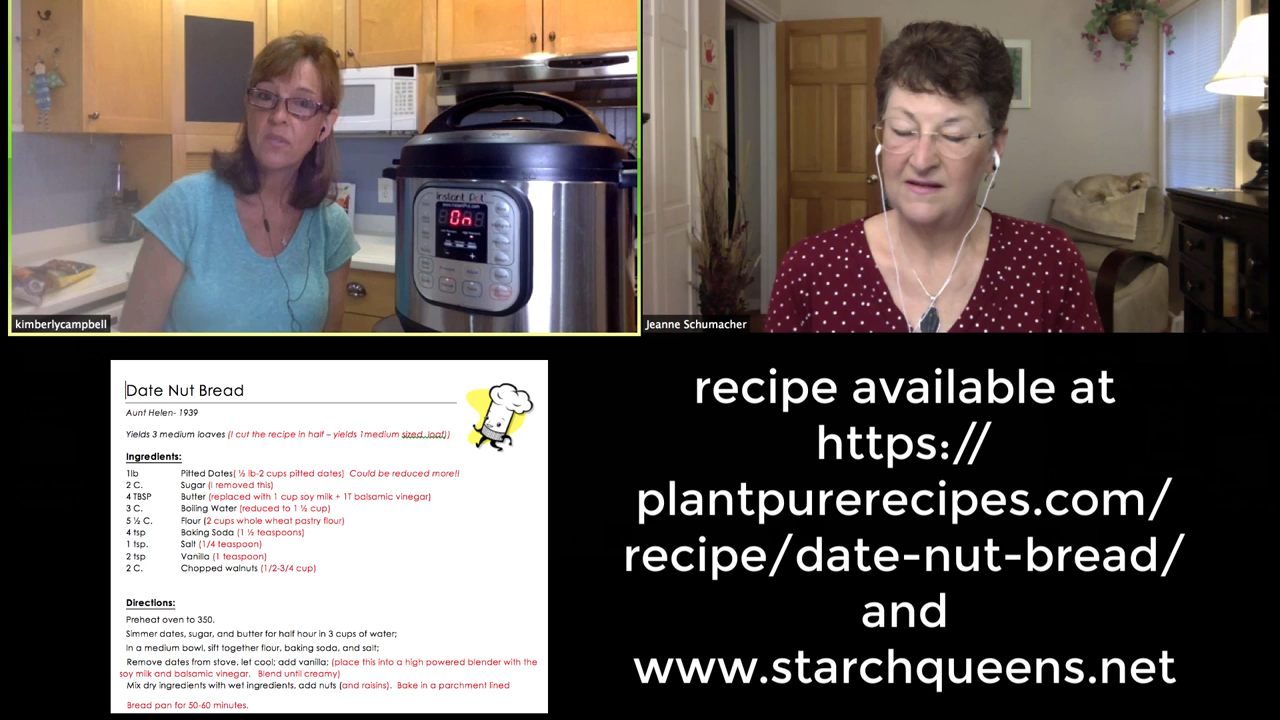 Instant Pot
On
kimberlycampbell
Jeanne Schumacher
Date Nut Bread
Aunt Helen- 1939
Yields 3 medium loaves (I cut the recipe in half – yields 1medium sized loaf))
Ingredients:
1lb Pitted Dates( ½ lb-2 cups pitted dates) Could be reduced more!!
2 C. Sugar (I removed this)
4 TBSP Butter (replaced with 1 cup soy milk + 1T balsamic vinegar)
3 C. Boiling Water (reduced to 1 ½ cup)
5 ½ C. Flour (2 cups whole wheat pastry flour)
4 tsp Baking Soda (1 ½ teaspoons)
1 tsp. Salt (1/4 teaspoon)
2 tsp Vanilla (1 teaspoon)
2 C. Chopped walnuts (1/2-3/4 cup)
Directions:
Preheat oven to 350.
Simmer dates, sugar, and butter for half hour in 3 cups of water;
In a medium bowl, sift together flour, baking soda, and salt;
Remove dates from stove, let cool; add vanilla; (place this into a high powered blender with the
soy milk and balsamic vinegar. Blend until creamy)
Mix dry ingredients with wet ingredients, add nuts (and raisins). Bake in a parchment lined
Bread pan for 50-60 minutes.
recipe available at
https://
plantpurerecipes.com/
recipe/date-nut-bread/
and
www.starchqueens.net